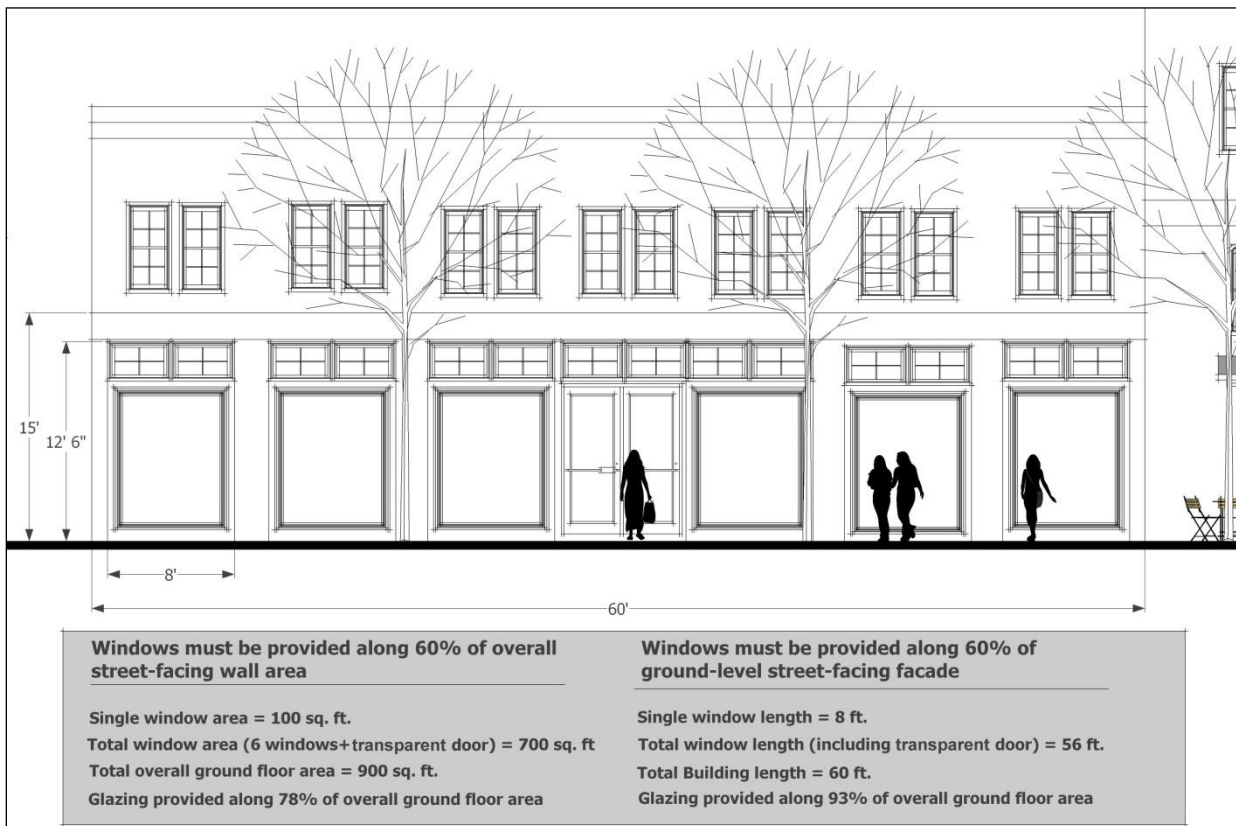 15'
12' 6"
8'
60'
Windows must be provided along 60% of overall
street-facing wall area
Single window area = 100 sq. ft.
Total window area (6 windows+transparent door) = 700 sq. ft
Total overall ground floor area = 900 sq. ft.
Glazing provided along 78% of overall ground floor area
Windows must be provided along 60% of
ground-level street-facing facade
Single window length = 8 ft.
Total window length (including transparent door) = 56 ft.
Total Building length = 60 ft.
Glazing provided along 93% of overall ground floor area